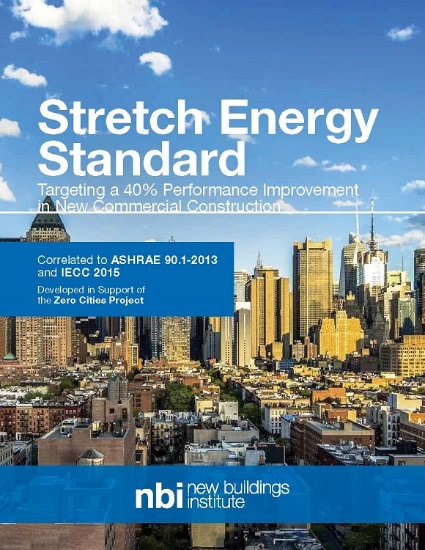 Stretch Energy
Standard
Targeting a 40% Performance Improvement
in New Commercial Construction
Correlated to ASHRAE 90.1-2013
and IECC 2015
Developed in Support of
the Zero Cities Project
nbi new buildings
institute